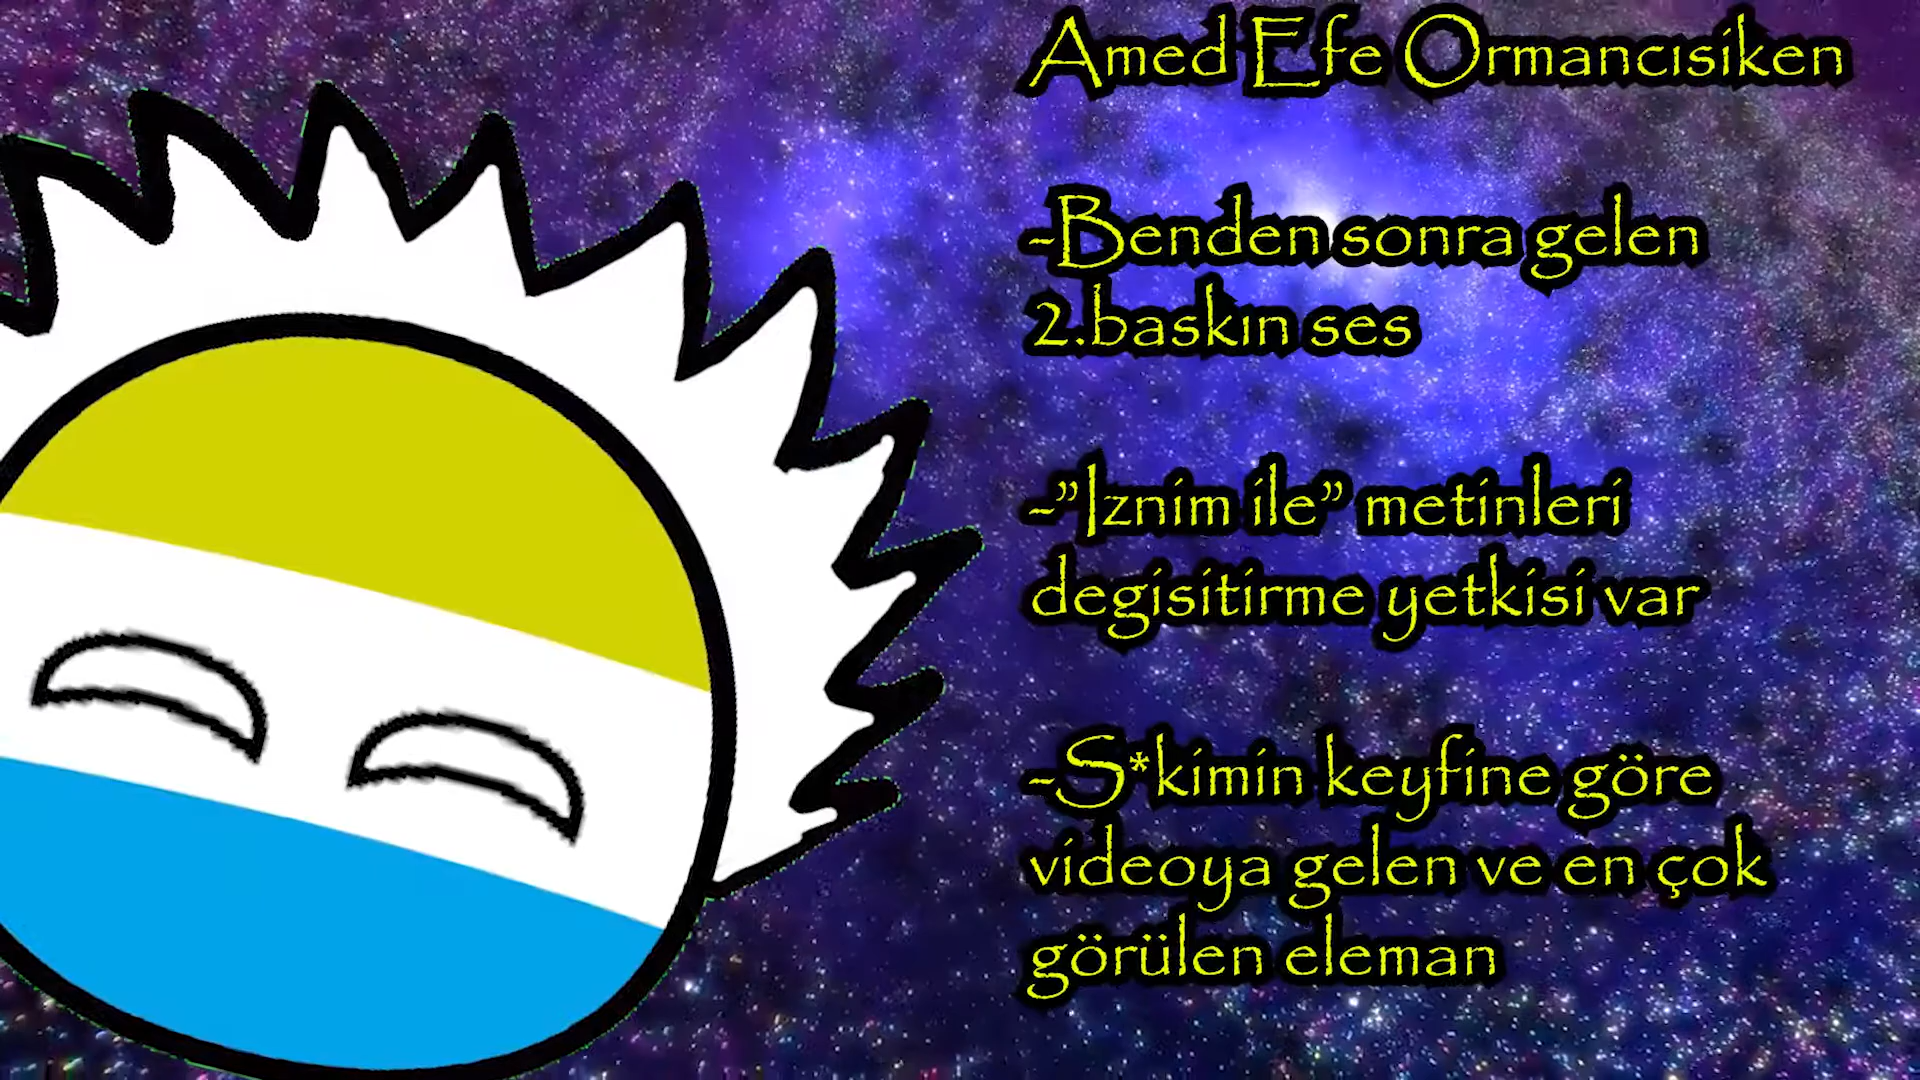 Amed Efe Ormancısiken
-Benden sonra gelen
2.baskın ses
-"Iznim ile" metinleri
degisitirme yetkisi var
-S*kimin keyfine göre
videoya gelen ve en çok
görülen eleman